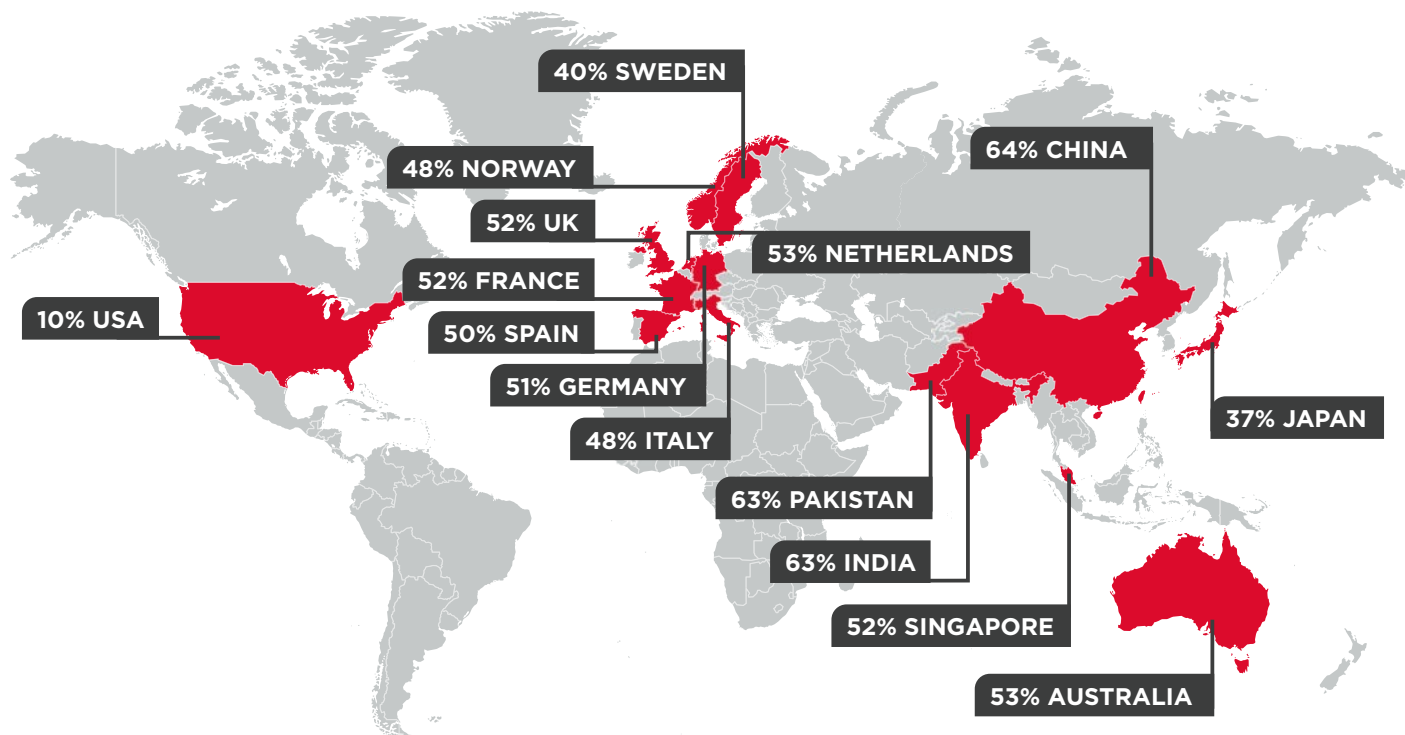 40% SWEDEN
64% CHINA
48% NORWAY
52% UK
53% NETHERLANDS
52% FRANCE
10% USA
50% SPAIN
51% GERMANY
37% JAPAN
48% ITALY
63% PAKISTAN
63% INDIA
52% SINGAPORE
53% AUSTRALIA